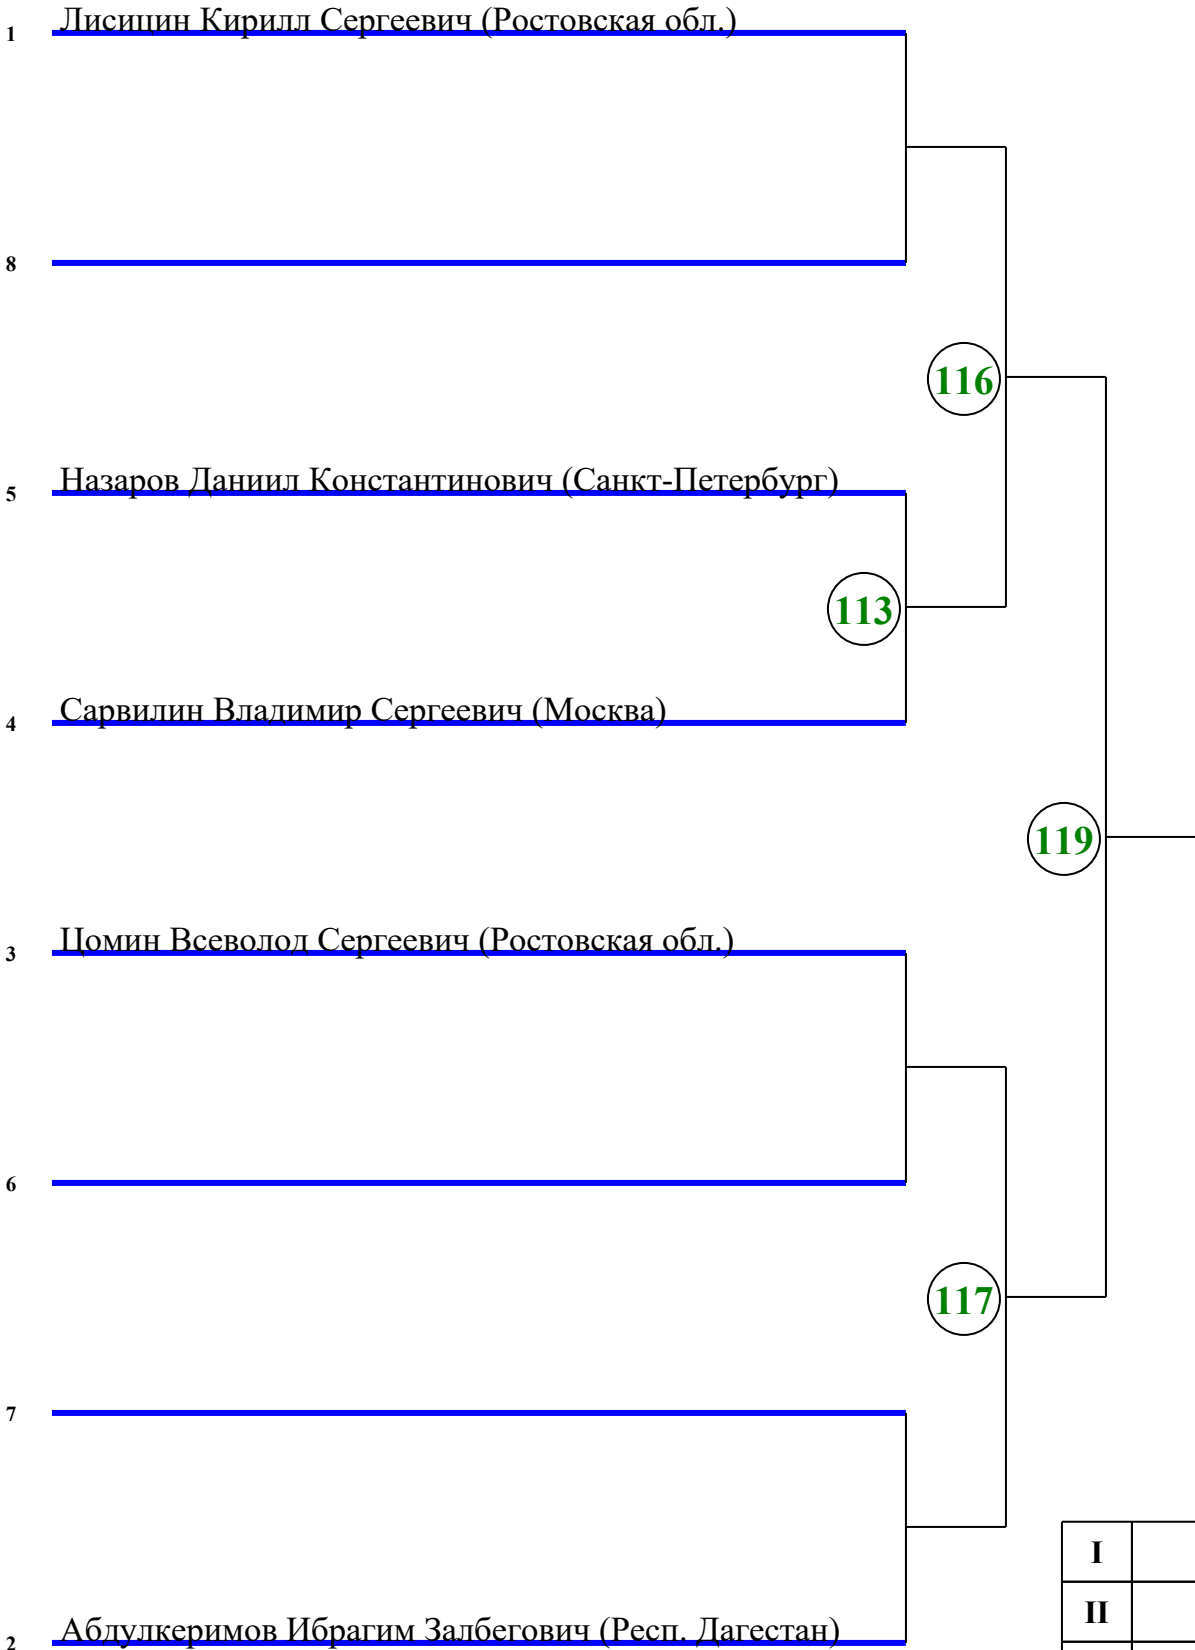 1 Лисицин Кирилл Сергеевич (Ростовская обл.)
8
116
5 Назаров Даниил Константинович (Санкт-Петербург)
113
4 Сарвилин Владимир Сергеевич (Москва)
119
3 Цомин Всеволод Сергеевич (Ростовская обл.)
6
117
7
I
II
2 Абдулкеримов Ибрагим Залбегович (Респ. Дагестан)